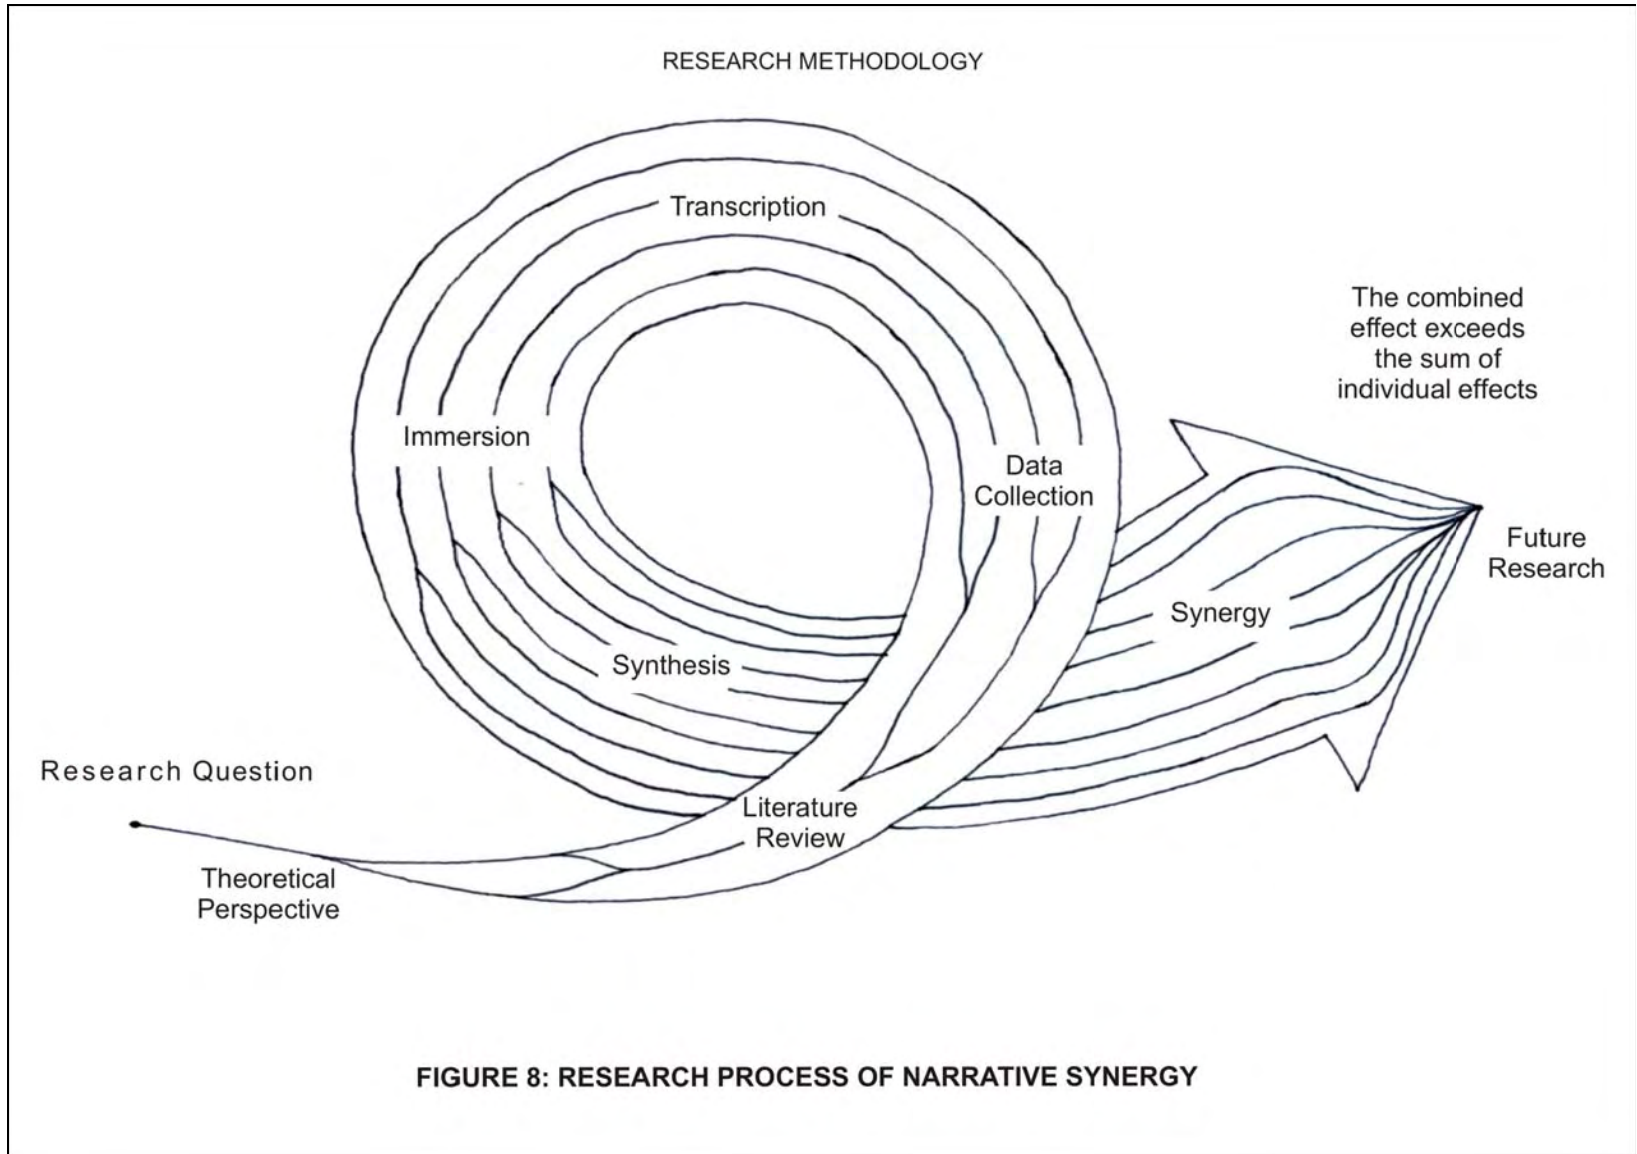 RESEARCH METHODOLOGY
Transcription
The combined
effect exceeds
the sum of
individual effects
Immersion
Data
Collection
Future
Research
Synergy
Synthesis
Research Question
Literature
Review
Theoretical
Perspective
FIGURE 8: RESEARCH PROCESS OF NARRATIVE SYNERGY